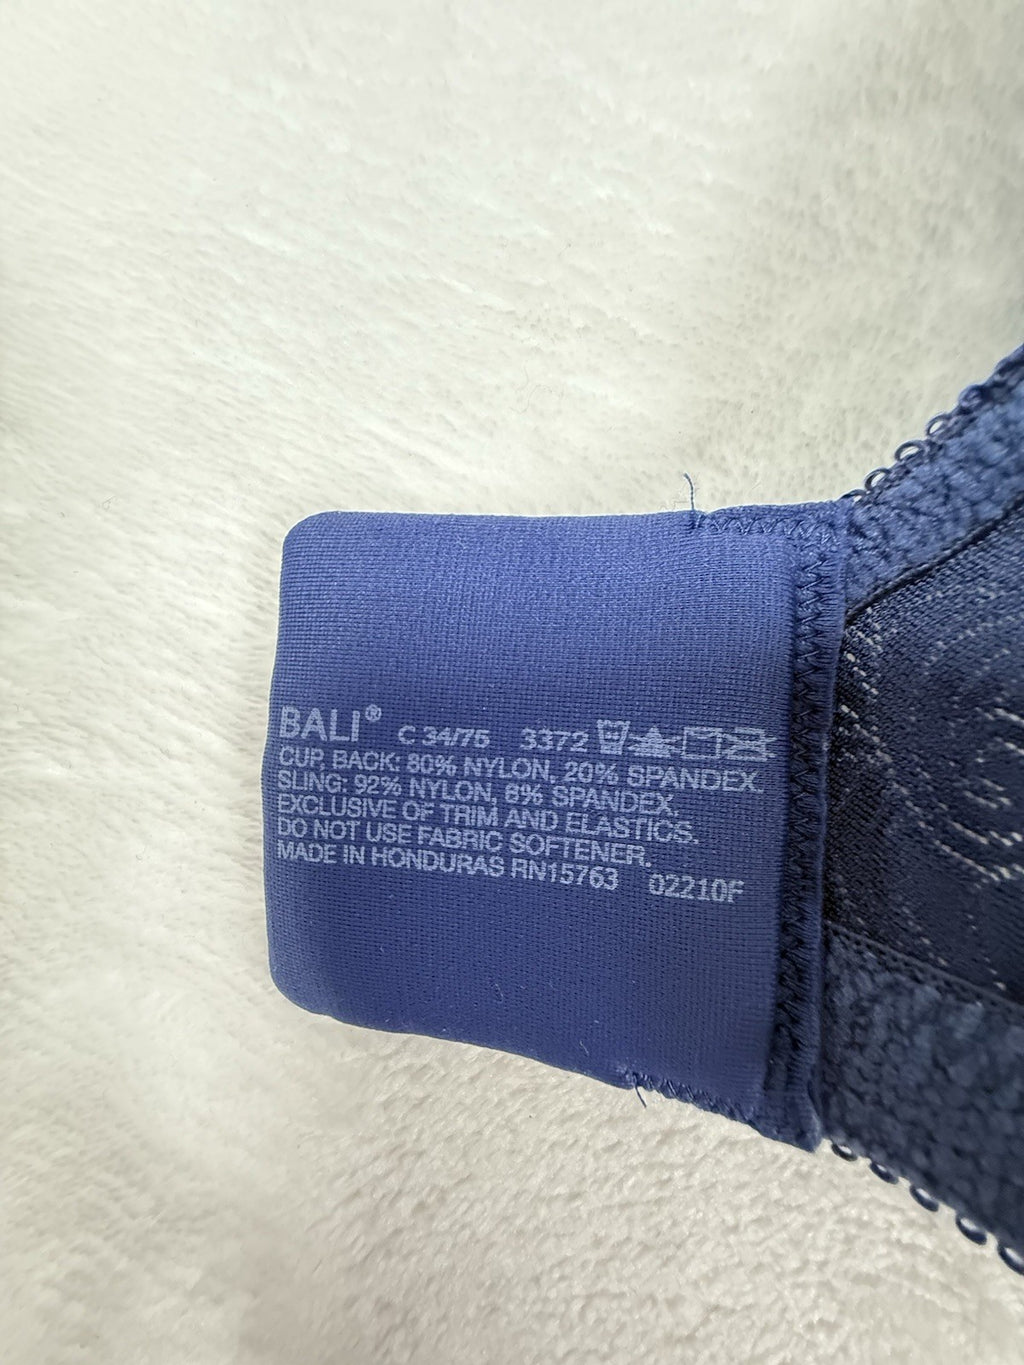 BALI® C 34/75 3372
CUP, BACK: 80% NYLON, 20% SPANDEX.
SLING: 92% NYLON, 8% SPANDEX,
EXCLUSIVE OF TRIM AND ELASTICS.
DO NOT USE FABRIC SOFTENER.
MADE IN HONDURAS RN15763 02210F